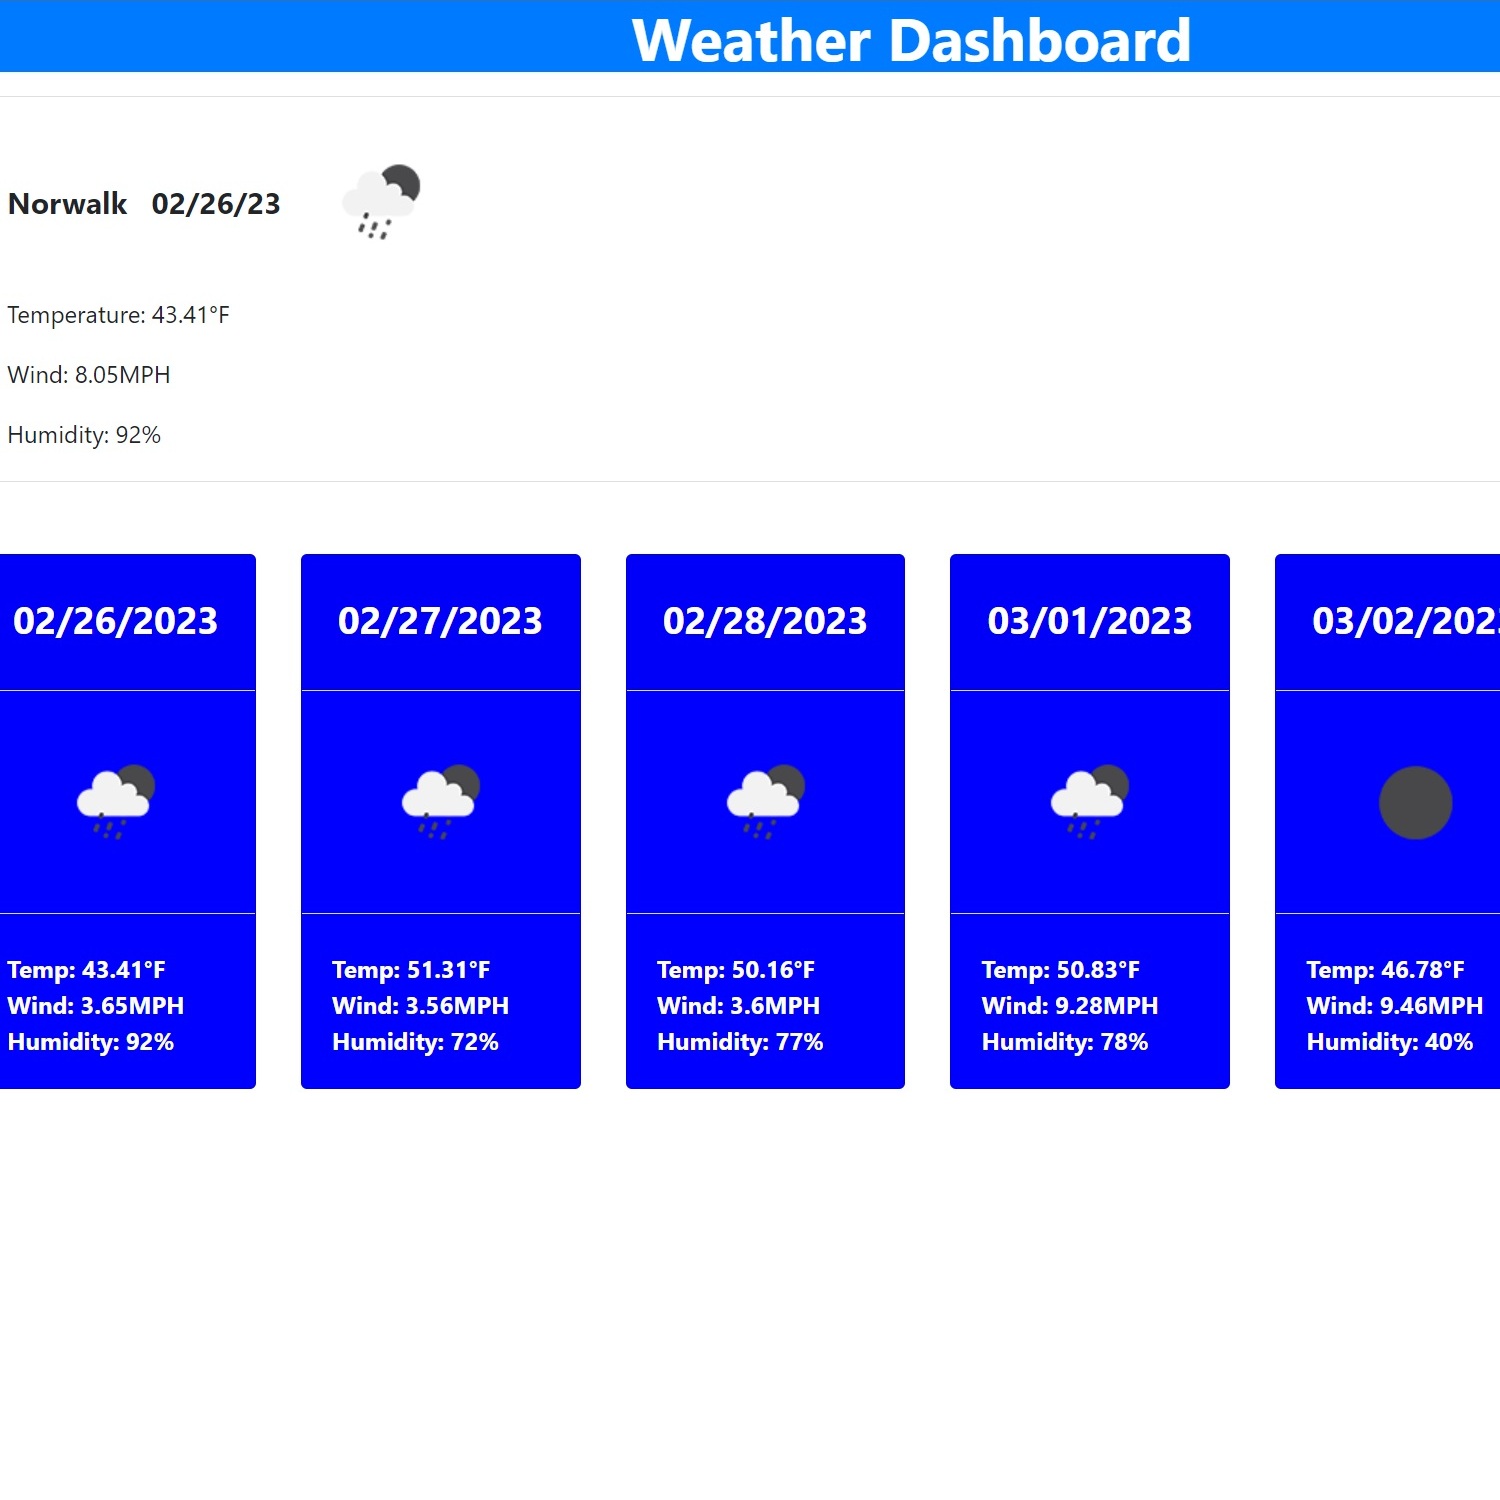 Weather Dashboard
Norwalk 02/26/23
Temperature: 43.41°F
Wind: 8.05MPH
Humidity: 92%
02/26/2023
Temp: 43.41°F
Wind: 3.65MPH
Humidity: 92%
02/27/2023
Temp: 51.31°F
Wind: 3.56MPH
Humidity: 72%
02/28/2023
Temp: 50.16°F
Wind: 3.6MPH
Humidity: 77%
03/01/2023
Temp: 50.83°F
Wind: 9.28MPH
Humidity: 78%
03/02/202
Temp: 46.78°F
Wind: 9.46MPH
Humidity: 40%